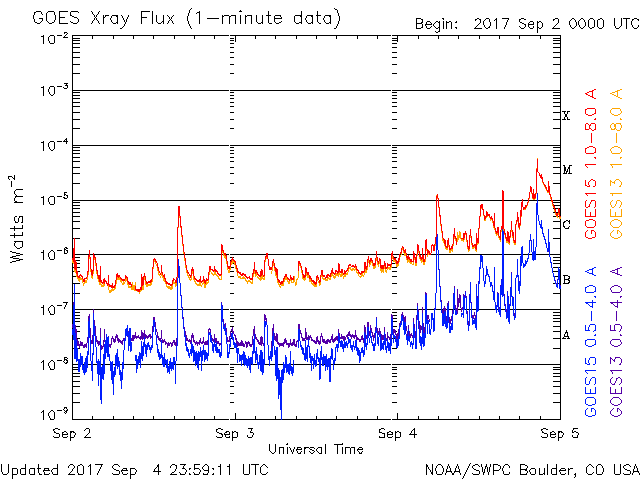 GOES Xray Flux (1-minute data)
Begin: 2017 Sep 2 0000 UTC
10-2
10-3
10-4
10-5
10-6
10-7
10-8
10-9
Watts m-2
X
M
C
B
A
GOES15 1.0-8.0 A
GOES13 1.0-8.0 A
GOES15 0.5-4.0 A
GOES13 0.5-4.0 A
Sep 2
Sep 3
Sep 4
Sep 5
Universal Time
Updated 2017 Sep 4 23:59:11 UTC
NOAA/SWPC Boulder, CO USA